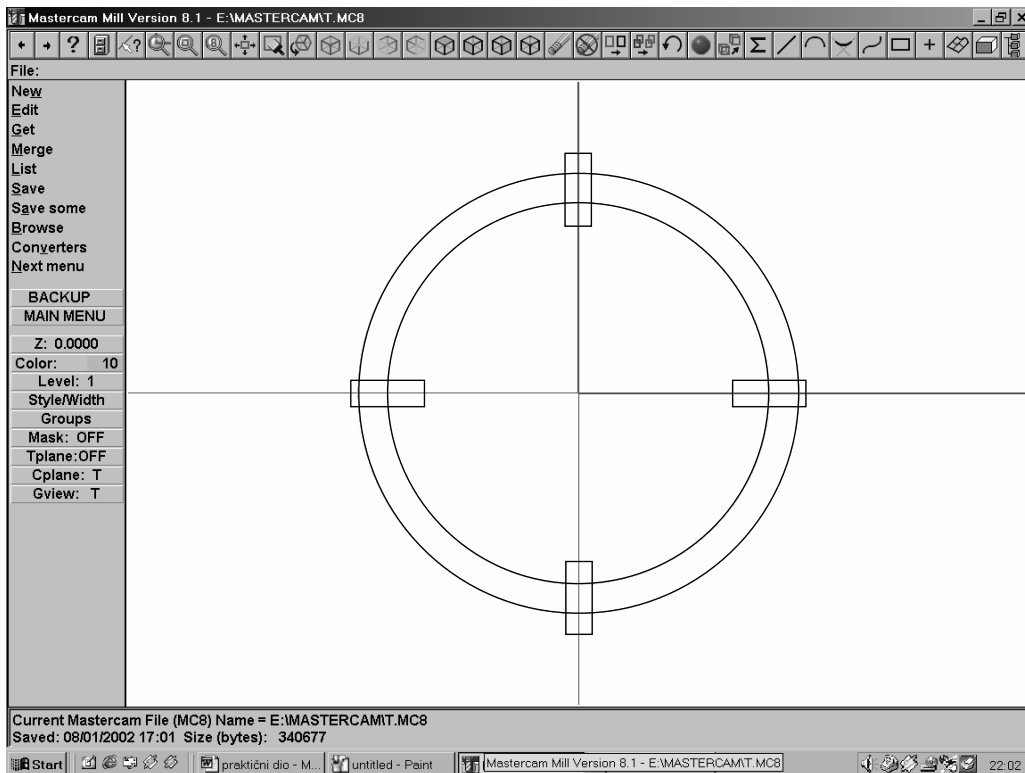 Mastercam Mill Version 8.1 - E:\MASTERCAM\T.MC8
File:
New
Edit
Get
Merge
List
Save
Save some
Browse
Converters
Next menu
BACKUP
MAIN MENU
Z: 0.0000
Color: 10
Level: 1
Style/Width
Groups
Mask: OFF
Tplane:OFF
Cplane: T
Gview: T
Current Mastercam File (MC8) Name = E:\MASTERCAM\T.MC8
Saved: 08/01/2002 17:01 Size (bytes): 340677
Start praktični dio - M... untitled - Paint Mastercam Mill Version 8.1 - E:\MASTERCAM\T.MC8 22:02